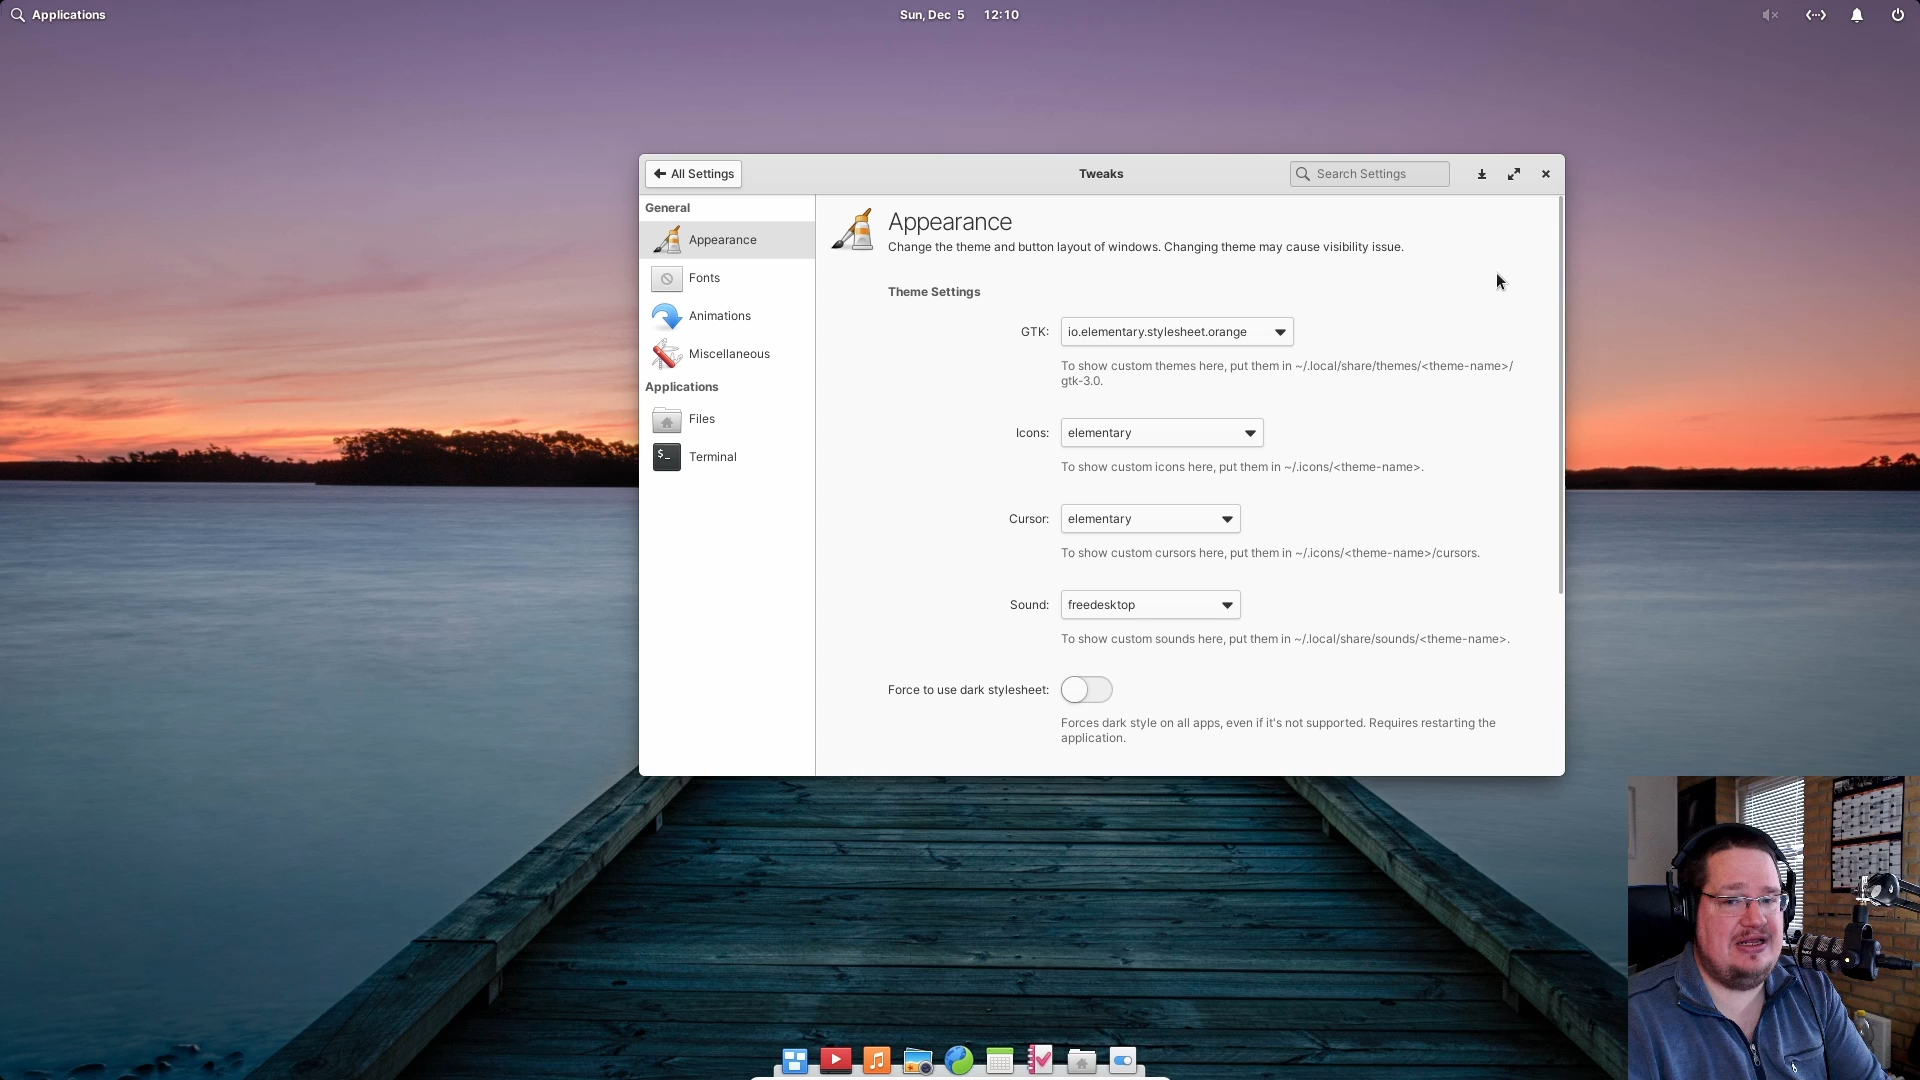 Applications
Sun, Dec 5 12:10
All Settings
Tweaks
Search Settings
General
Appearance
Fonts
Animations
Miscellaneous
Applications
Files
$_
Terminal
Appearance
Change the theme and button layout of windows. Changing theme may cause visibility issue.
Theme Settings
GTK:
io.elementary.stylesheet.orange
To show custom themes here, put them in ~/.local/share/themes/<theme-name>/
gtk-3.0.
Icons:
elementary
To show custom icons here, put them in ~/.icons/<theme-name>.
Cursor:
elementary
To show custom cursors here, put them in ~/.icons/<theme-name>/cursors.
Sound:
freedesktop
To show custom sounds here, put them in ~/.local/share/sounds/<theme-name>.
Force to use dark stylesheet:
Forces dark style on all apps, even if it's not supported. Requires restarting the
application.